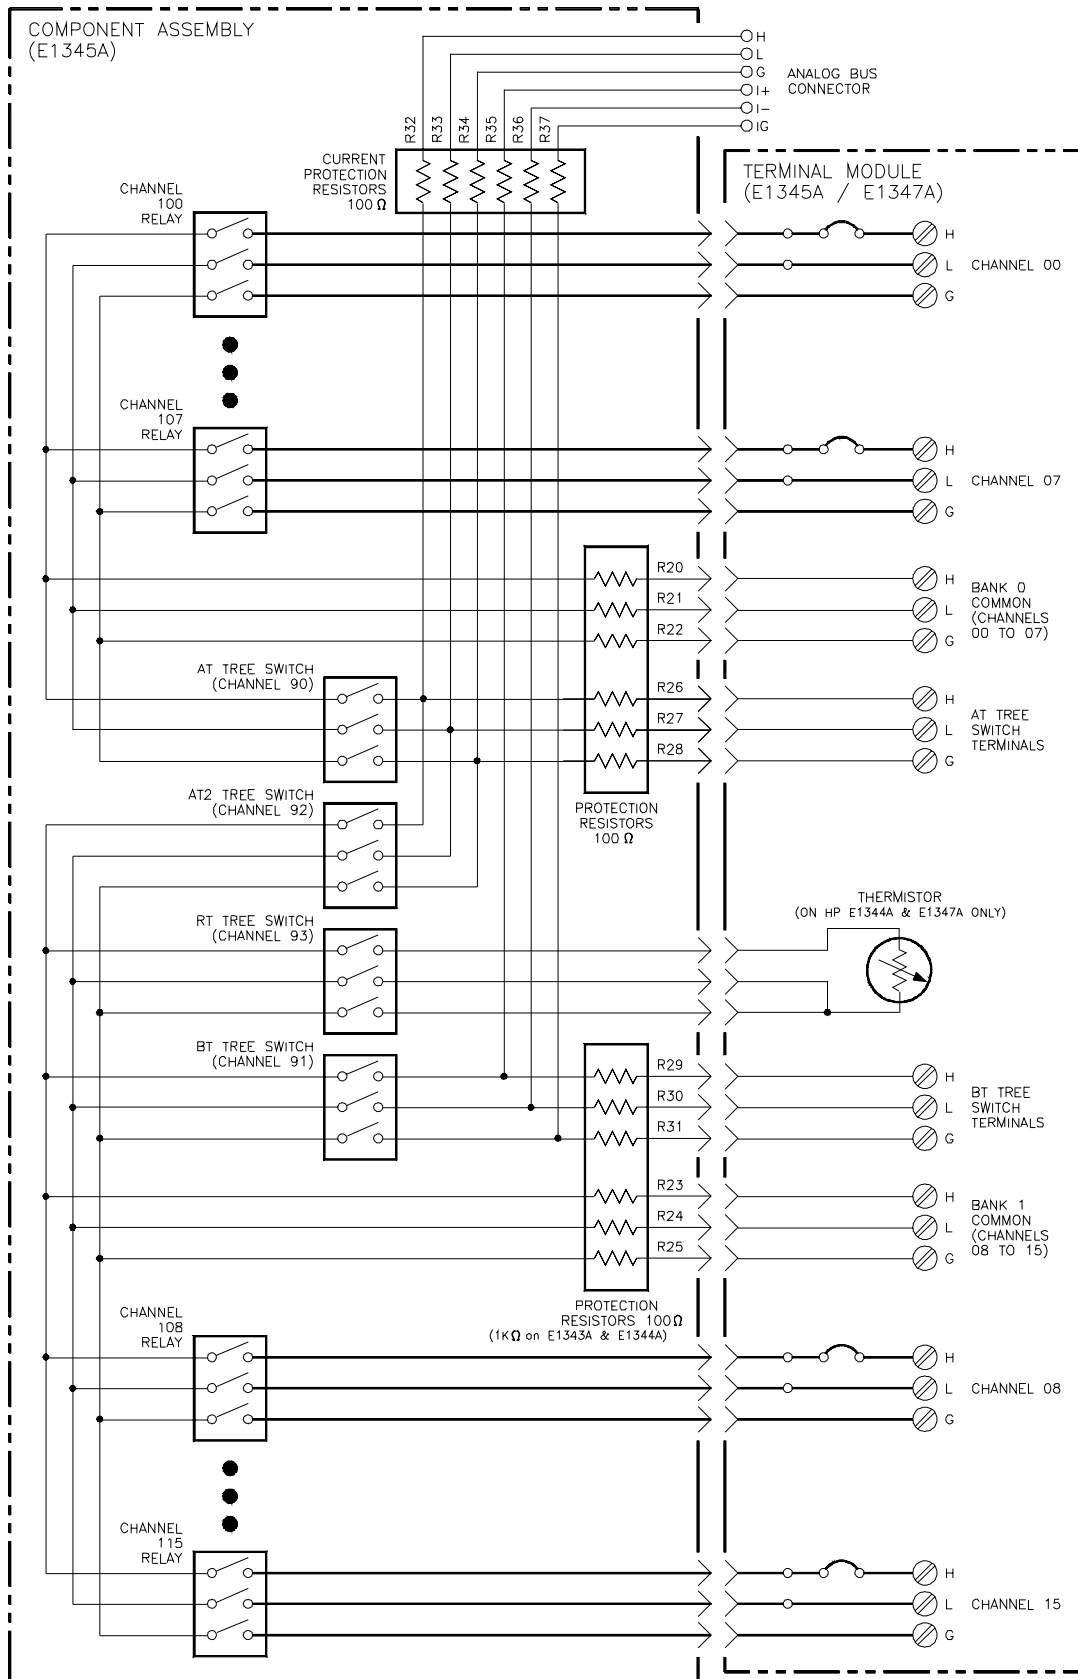 COMPONENT ASSEMBLY
(E1345A)
H
L
G
I+
I−
IG
ANALOG BUS
CONNECTOR
R32
R33
R34
R35
R36
R37
CURRENT
PROTECTION
RESISTORS
100 Ω
TERMINAL MODULE
(E1345A / E1347A)
CHANNEL
100
RELAY
H
L CHANNEL 00
G
CHANNEL
107
RELAY
H
L CHANNEL 07
G
R20
R21
R22
H
L
G
BANK 0
COMMON
(CHANNELS
00 TO 07)
AT TREE SWITCH
(CHANNEL 90)
R26
R27
R28
H
L
G
AT TREE
SWITCH
TERMINALS
AT2 TREE SWITCH
(CHANNEL 92)
PROTECTION
RESISTORS
100 Ω
THERMISTOR
(ON HP E1344A & E1347A ONLY)
RT TREE SWITCH
(CHANNEL 93)
BT TREE SWITCH
(CHANNEL 91)
R29
R30
R31
H
L
G
BT TREE
SWITCH
TERMINALS
R23
R24
R25
H
L
G
BANK 1
COMMON
(CHANNELS
08 TO 15)
PROTECTION
RESISTORS 100Ω
(1KΩ on E1343A & E1344A)
CHANNEL
108
RELAY
H
L CHANNEL 08
G
CHANNEL
115
RELAY
H
L CHANNEL 15
G